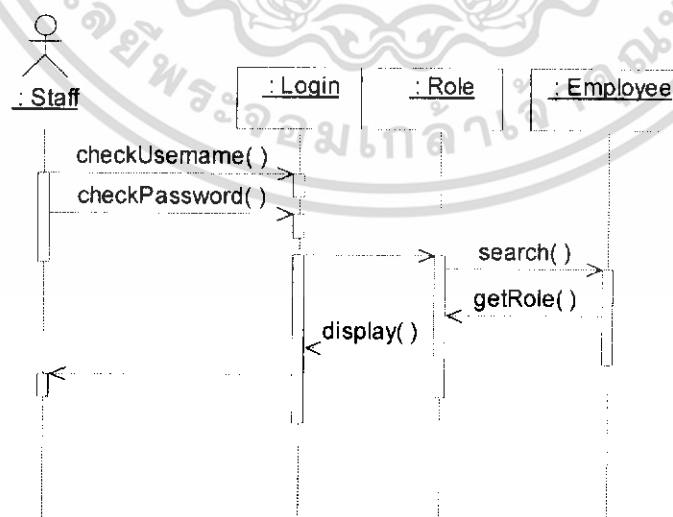 : Staff
: Login
: Role
: Employee
checkUsername( )
checkPassword( )
search( )
getRole( )
display( )